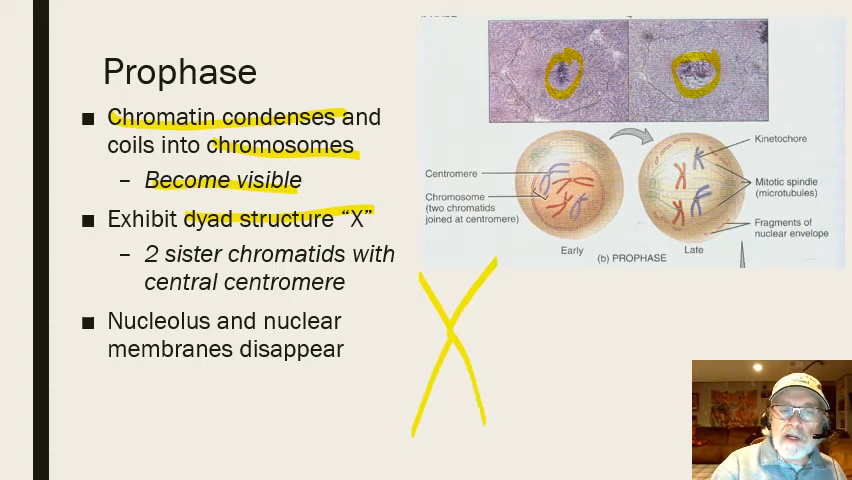 Prophase
■ Chromatin condenses and
coils into chromosomes
– Become visible
■ Exhibit dyad structure “X”
– 2 sister chromatids with
central centromere
■ Nucleolus and nuclear
membranes disappear
Centromere
Chromosome
(two chromatids
joined at centromere)
Kinetochore
Mitotic spindle
(microtubules)
Fragments of
nuclear envelope
Early
Late
(b) PROPHASE